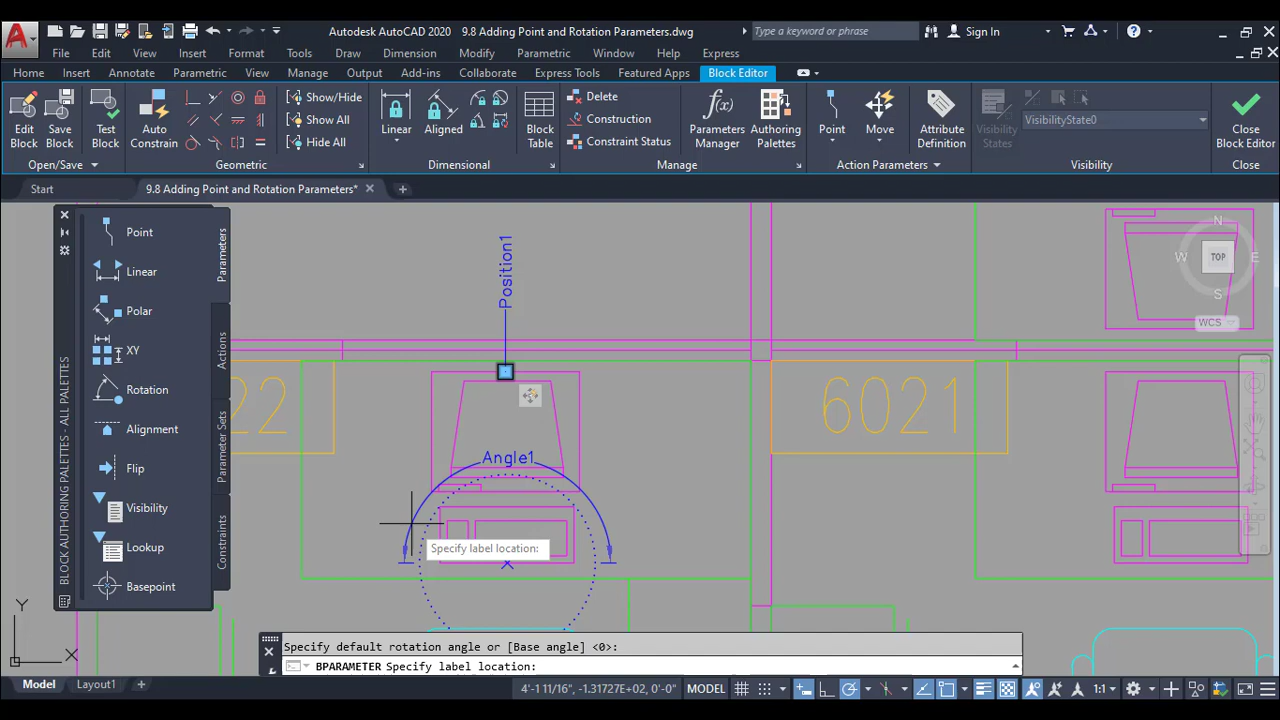 Autodesk AutoCAD 2020 9.8 Adding Point and Rotation Parameters.dwg
Type a keyword or phrase
Sign In
File Edit View Insert Format Tools Draw Dimension Modify Parametric Window Help Express
Home Insert Annotate Parametric View Manage Output Add-ins Collaborate Express Tools Featured Apps Block Editor
Edit Block
Save Block
Test Block
Open/Save
Auto Constrain
Show/Hide
Show All
Hide All
Geometric
Linear
Aligned
Dimensional
Block Table
Delete
Construction
Constraint Status
Manage
Parameters Manager
Authoring Palettes
Point
Move
Action Parameters
Attribute Definition
Visibility States
VisibilityState0
Visibility
Close Block Editor
Close
Start
9.8 Adding Point and Rotation Parameters*
Point
Linear
Polar
XY
Rotation
Alignment
Flip
Visibility
Lookup
Basepoint
Parameters
Actions
Parameter Sets
Constraints
BLOCK AUTHORING PALETTES - ALL PALETTES
Position1
Angle1
22
6021
Specify label location:
N
W TOP E
S
WCS
Y
X
Specify default rotation angle or [Base angle] <0>:
BPARAMETER Specify label location:
Model Layout1
4'-1 11/16", -1.31727E+02, 0'-0" MODEL
1:1